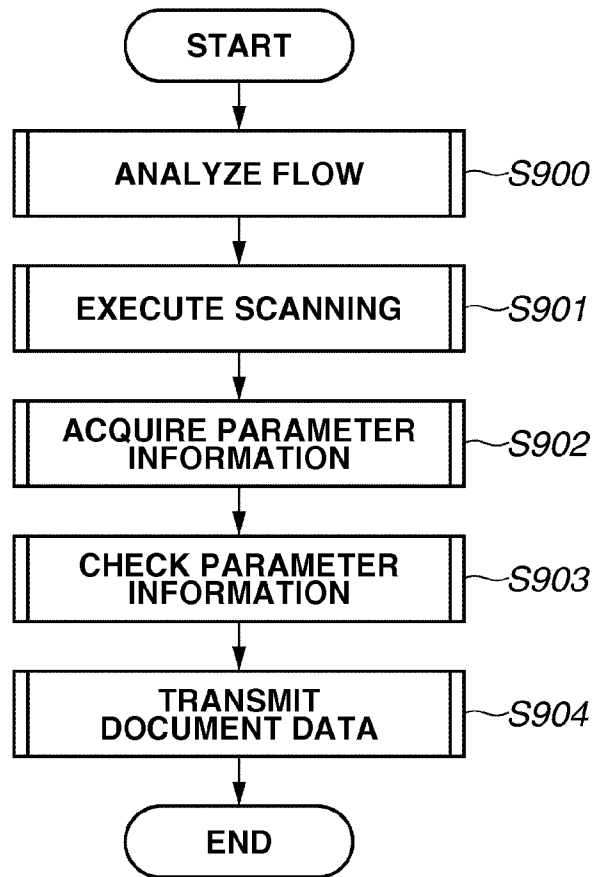 START
ANALYZE FLOW
S900
EXECUTE SCANNING
S901
ACQUIRE PARAMETER
INFORMATION
S902
CHECK PARAMETER
INFORMATION
S903
TRANSMIT
DOCUMENT DATA
S904
END